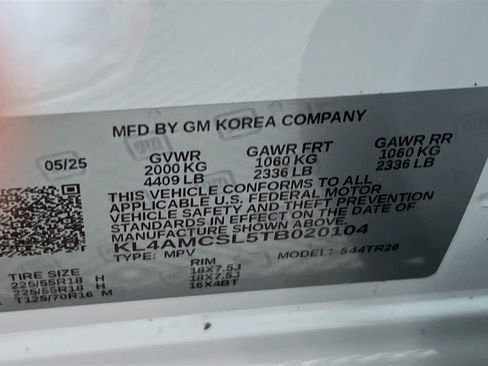 MFD BY GM KOREA COMPANY
05/25 GVWR GAWR FRT GAWR RR
2000 KG 1060 KG 1060 KG
4409 LB 2336 LB 2336 LB
THIS VEHICLE CONFORMS TO ALL
APPLICABLE U.S. FEDERAL MOTOR
VEHICLE SAFETY AND THEFT PREVENTION
STANDARDS IN EFFECT ON THE DATE OF
MANUFACTURE SHOWN ABOVE.
KL4AMCSL5TB020104
TYPE: MPV MODEL: 544TR26
TIRE SIZE RIM
225/55R18 H 18X7.5J
225/55R18 H 18X7.5J
T125/70R16 M 16X4BT